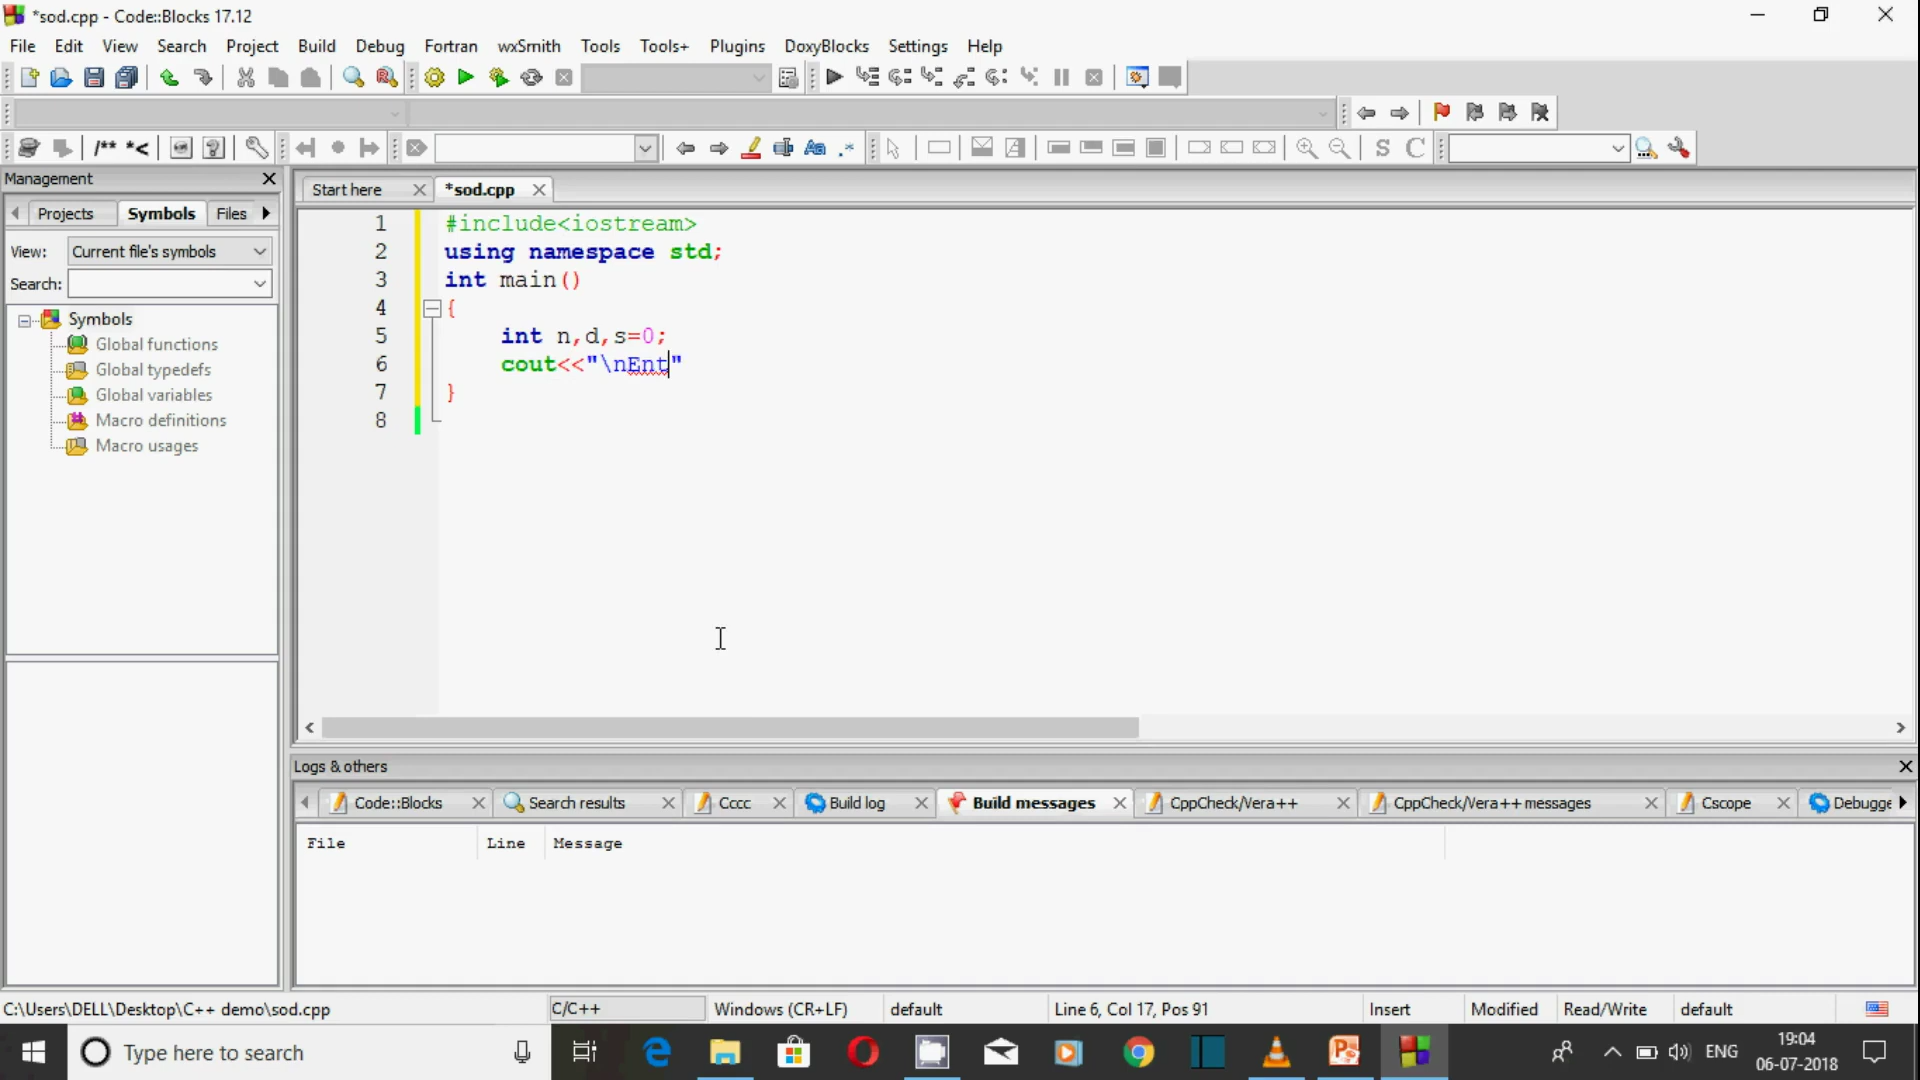 *sod.cpp - Code::Blocks 17.12
File Edit View Search Project Build Debug Fortran wxSmith Tools Tools+ Plugins DoxyBlocks Settings Help
/** *<
S C
Management
Projects Symbols Files
View: Current file's symbols
Search:
Symbols
Global functions
Global typedefs
Global variables
Macro definitions
Macro usages
Start here *sod.cpp
1 #include<iostream>
2 using namespace std;
3 int main()
4 {
5 int n,d,s=0;
6 cout<<"\nEnt"
7 }
8
Logs & others
Code::Blocks Search results Cccc Build log Build messages CppCheck/Vera++ CppCheck/Vera++ messages Cscope Debugge
File Line Message
C:\Users\DELL\Desktop\C++ demo\sod.cpp C/C++ Windows (CR+LF) default Line 6, Col 17, Pos 91 Insert Modified Read/Write default
Type here to search
ENG
19:04
06-07-2018